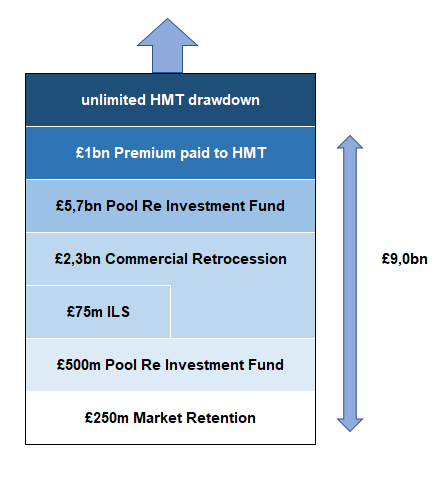 unlimited HMT drawdown
£1bn Premium paid to HMT
£5,7bn Pool Re Investment Fund
£2,3bn Commercial Retrocession
£9,0bn
£75m ILS
£500m Pool Re Investment Fund
£250m Market Retention